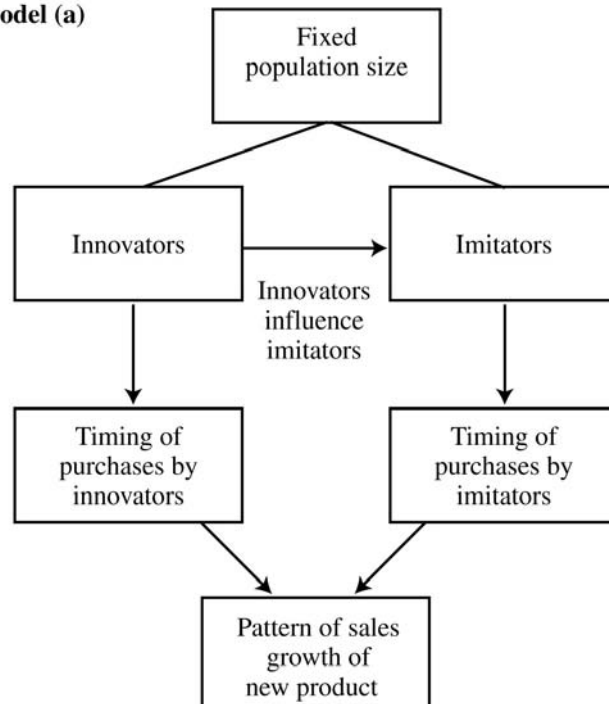 odel (a)
Fixed
population size
Innovators
Imitators
Innovators
influence
imitators
Timing of
purchases by
innovators
Timing of
purchases by
imitators
Pattern of sales
growth of
new product